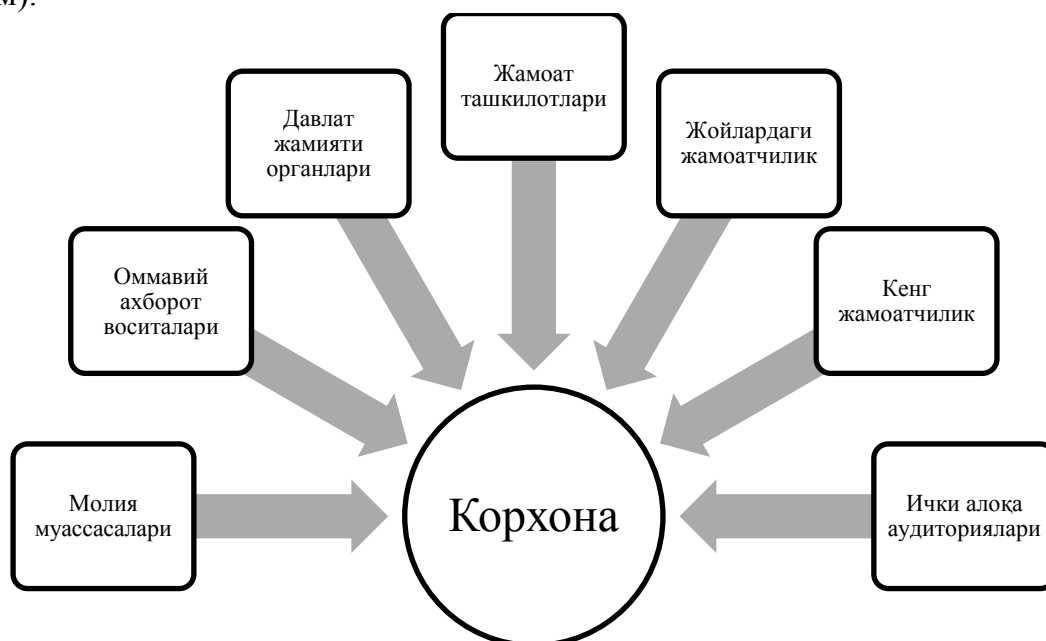 м).
Жамоат
ташкилотлари
Давлат
жамияти
органлари
Жойлардаги
жамоатчилик
Оммавий
ахборот
воситалари
Кенг
жамоатчилик
Молия
муассасалари
Корхона
Ички алоқа
аудиториялари